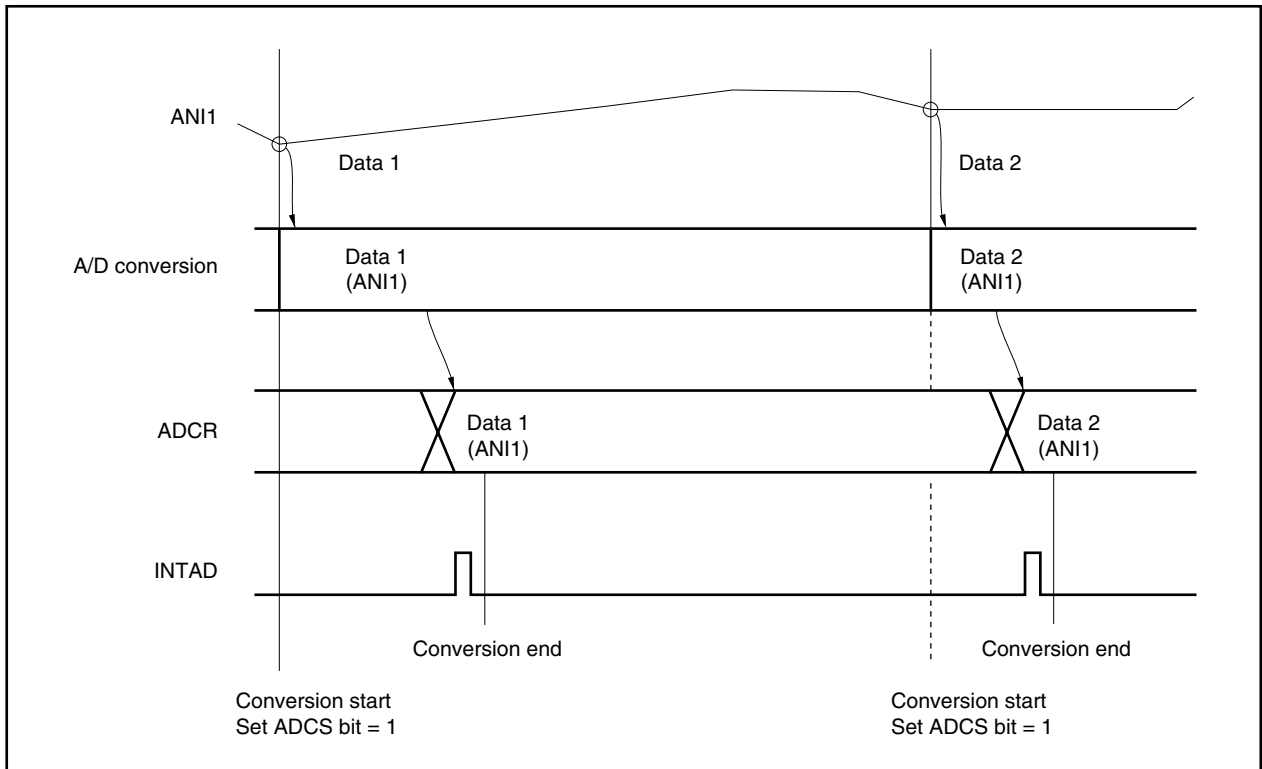 ANI1
Data 1
Data 2
A/D conversion
Data 1
(ANI1)
Data 2
(ANI1)
ADCR
Data 1
(ANI1)
Data 2
(ANI1)
INTAD
Conversion end
Conversion end
Conversion start
Set ADCS bit = 1
Conversion start
Set ADCS bit = 1